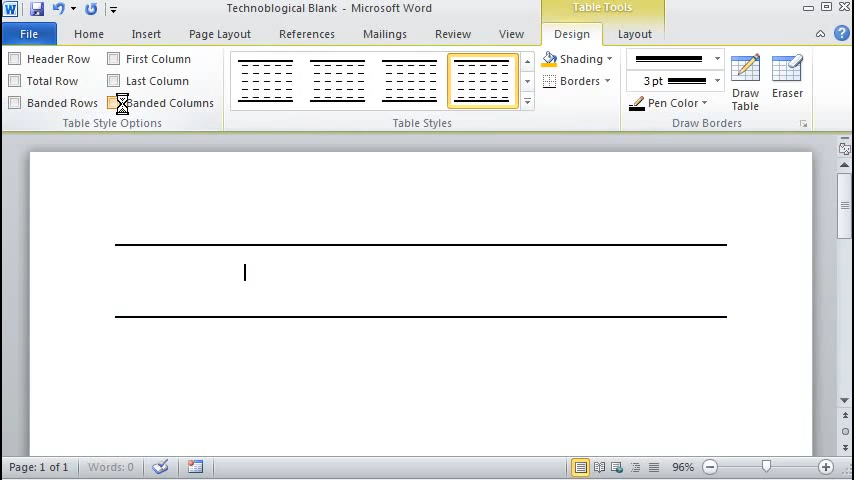 Technoblogical Blank - Microsoft Word
Table Tools
File Home Insert Page Layout References Mailings Review View Design Layout
Header Row First Column
Total Row Last Column
Banded Rows Banded Columns
Table Style Options
Table Styles
Shading
Borders
3 pt
Pen Color
Draw Table
Eraser
Draw Borders
Page: 1 of 1 Words: 0 96%